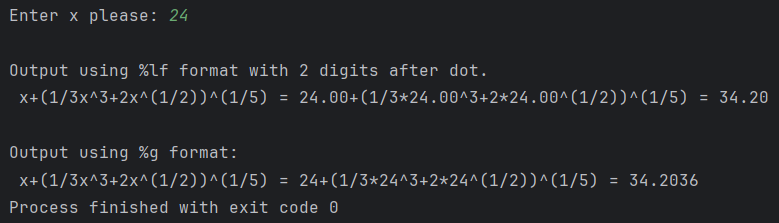 Enter x please: 24
Output using %lf format with 2 digits after dot.
x+(1/3x^3+2x^(1/2))^(1/5) = 24.00+(1/3*24.00^3+2*24.00^(1/2))^(1/5) = 34.20
Output using %g format:
x+(1/3x^3+2x^(1/2))^(1/5) = 24+(1/3*24^3+2*24^(1/2))^(1/5) = 34.2036
Process finished with exit code 0